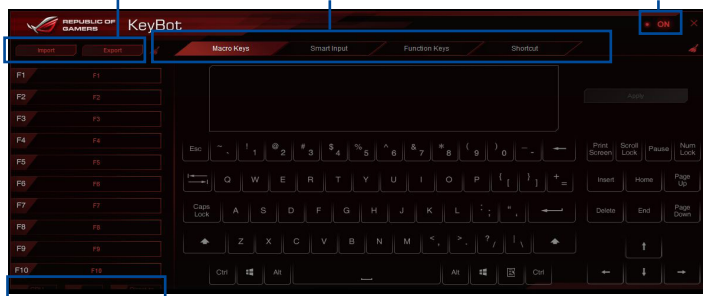 REPUBLIC OF
GAMERS
KeyBot
ON
Import Export
Macro Keys Smart Input Function Keys Shortcut
F1 F1
F2 F2
F3 F3
F4 F4
F5 F5
F6 F6
F7 F7
F8 F8
F9 F9
F10 F10
Apply
Esc ~ ` ! 1 @ 2 # 3 $ 4 % 5 ^ 6 & 7 * 8 ( 9 ) 0 _ -
Print Screen Scroll Lock Pause Num Lock
Q W E R T Y U I O P { [ } ] + =
Insert Home Page Up
Caps Lock A S D F G H J K L : ; " ,
Delete End Page Down
Z X C V B N M < , > . ? / | \
Ctrl Alt Alt Ctrl